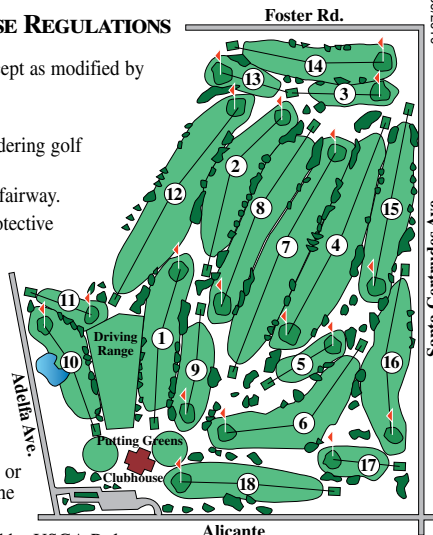 SE REGULATIONS
cept as modified by
dering golf
fairway.
otective
or
ne
Foster Rd.
14
13
3
2
12
8
15
7
4
11
Driving
Range
1
10
9
5
16
6
Adelfa Ave.
Putting Greens
Clubhouse
17
18
Alicante